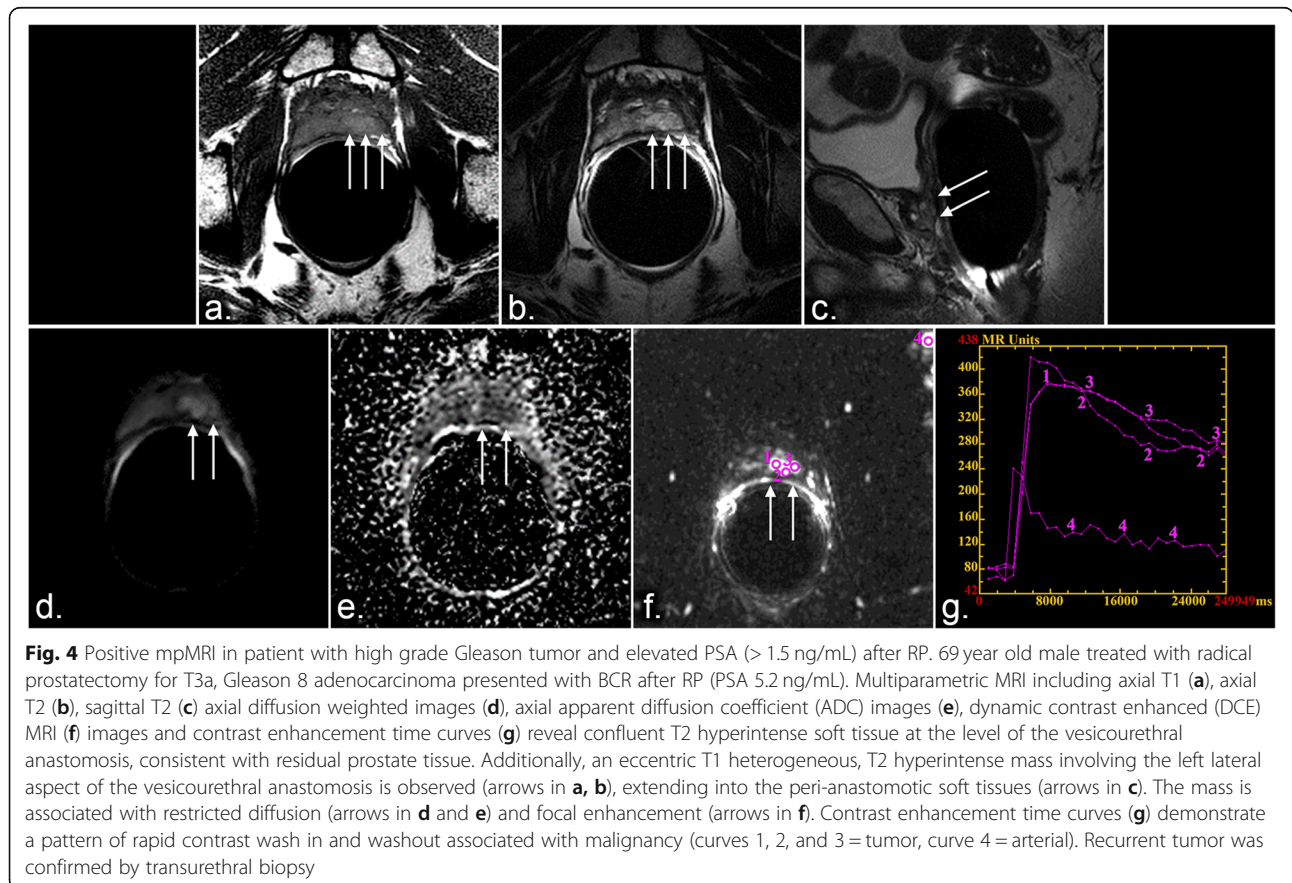 a.
b.
c.
d.
e.
4
1 3
2
f.
438 MR Units
400
360
320
280
240
200
160
120
80
42
1 3 2 3 2 2 3
4 4 4
0 8000 16000 24000 249949ms
g.
Fig. 4 Positive mpMRI in patient with high grade Gleason tumor and elevated PSA (> 1.5 ng/mL) after RP. 69 year old male treated with radical
prostatectomy for T3a, Gleason 8 adenocarcinoma presented with BCR after RP (PSA 5.2 ng/mL). Multiparametric MRI including axial T1 (a), axial
T2 (b), sagittal T2 (c) axial diffusion weighted images (d), axial apparent diffusion coefficient (ADC) images (e), dynamic contrast enhanced (DCE)
MRI (f) images and contrast enhancement time curves (g) reveal confluent T2 hyperintense soft tissue at the level of the vesicourethral
anastomosis, consistent with residual prostate tissue. Additionally, an eccentric T1 heterogeneous, T2 hyperintense mass involving the left lateral
aspect of the vesicourethral anastomosis is observed (arrows in a, b), extending into the peri-anastomotic soft tissues (arrows in c). The mass is
associated with restricted diffusion (arrows in d and e) and focal enhancement (arrows in f). Contrast enhancement time curves (g) demonstrate
a pattern of rapid contrast wash in and washout associated with malignancy (curves 1, 2, and 3 = tumor, curve 4 = arterial). Recurrent tumor was
confirmed by transurethral biopsy